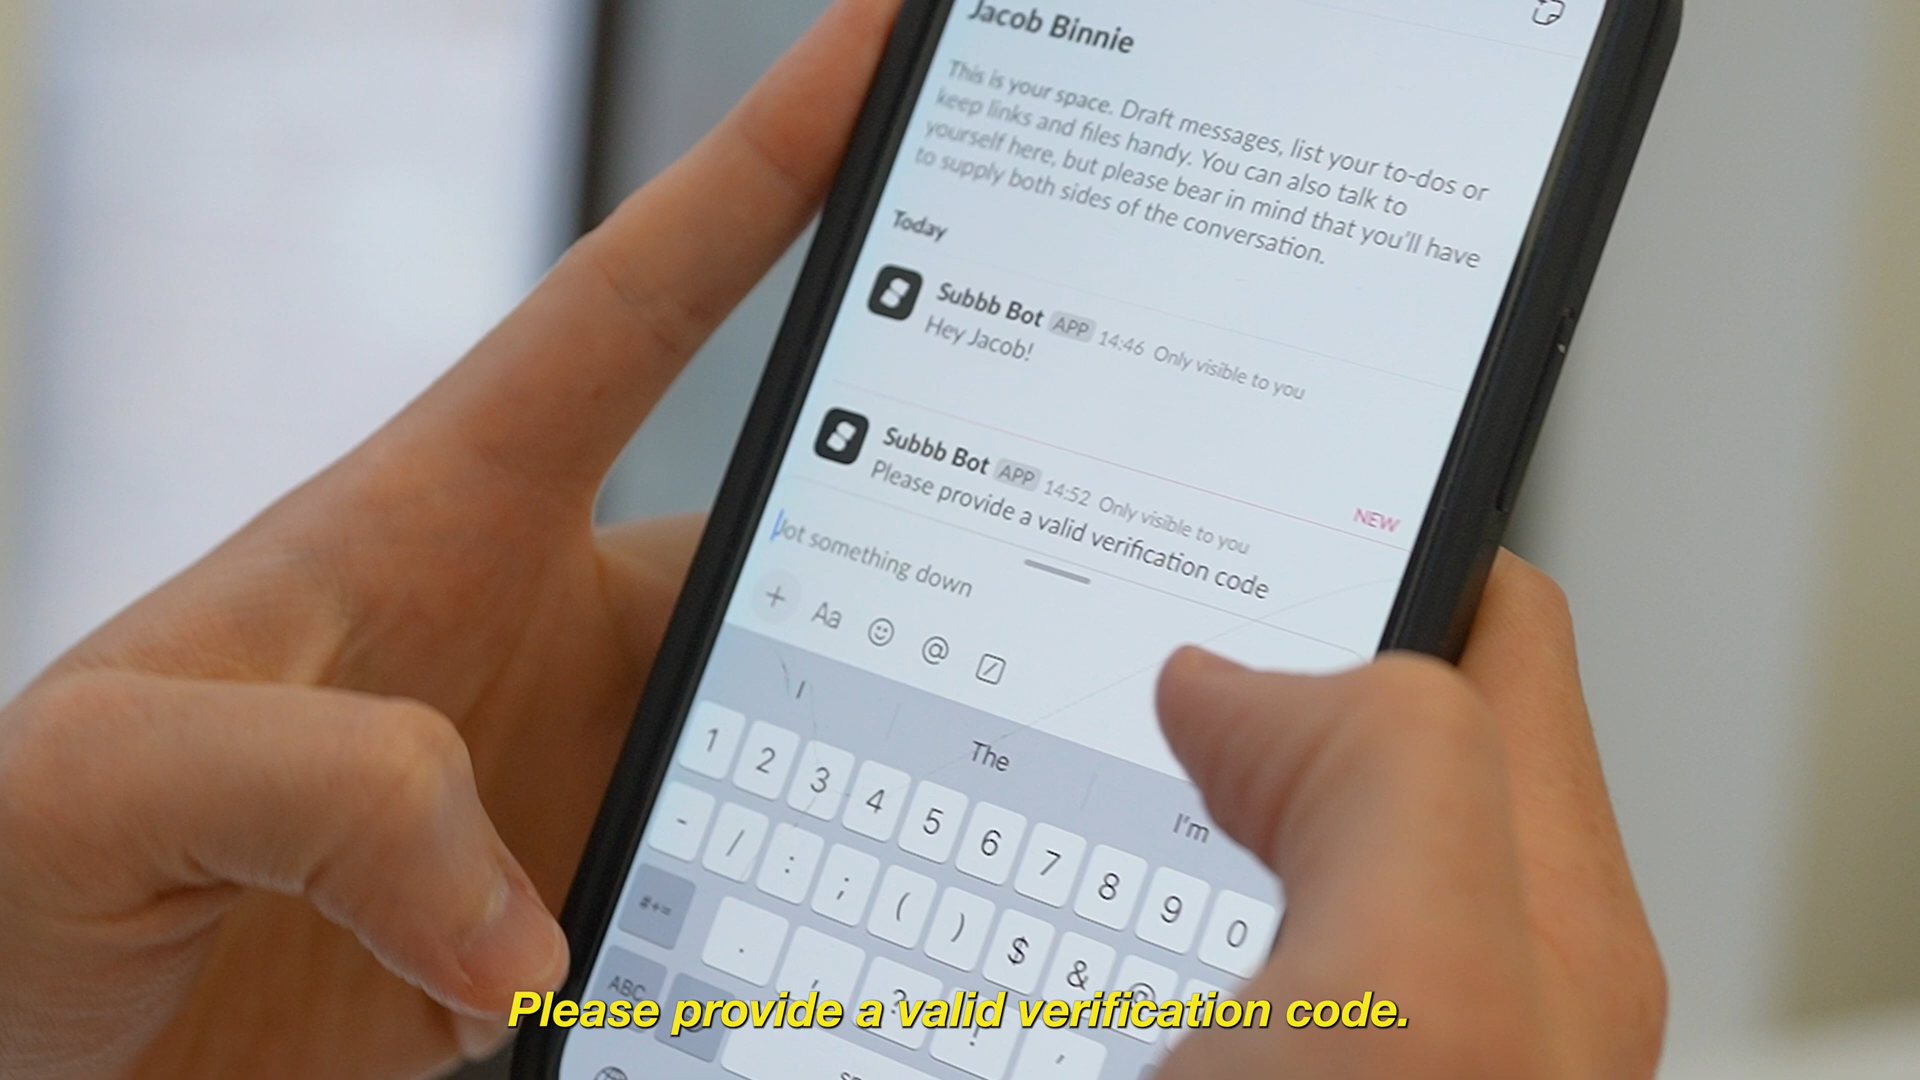 Jacob Binnie
This is your space. Draft messages, list your to-dos or
keep links and files handy. You can also talk to
yourself here, but please bear in mind that you'll have
to supply both sides of the conversation.
Today
Subbb Bot APP 14:46 Only visible to you
Hey Jacob!
NEW
Subbb Bot APP 14:52 Only visible to you
Please provide a valid verification code
Jot something down
+ Aa @ /
I The I'm
1 2 3 4 5 6 7 8 9 0
- / : ; ( ) $ & @
#+= . , ? ! '
ABC
Please provide a valid verification code.